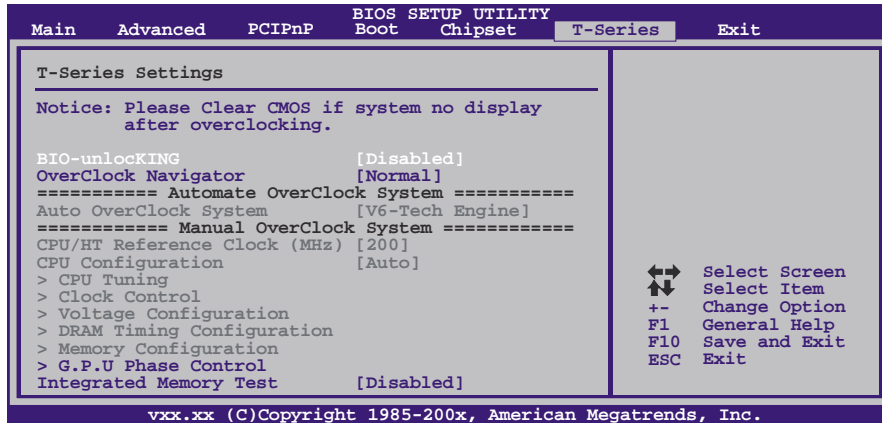 BIOS SETUP UTILITY
Main Advanced PCIPnP Boot Chipset T-Series Exit
T-Series Settings
Notice: Please Clear CMOS if system no display
after overclocking.
BIO-unlocKING [Disabled]
OverClock Navigator [Normal]
=========== Automate OverClock System ===========
Auto OverClock System [V6-Tech Engine]
============ Manual OverClock System ============
CPU/HT Reference Clock (MHz) [200]
CPU Configuration [Auto]
> CPU Tuning
> Clock Control
> Voltage Configuration
> DRAM Timing Configuration
> Memory Configuration
> G.P.U Phase Control
Integrated Memory Test [Disabled]
Select Screen
Select Item
+- Change Option
F1 General Help
F10 Save and Exit
ESC Exit
vxx.xx (C)Copyright 1985-200x, American Megatrends, Inc.